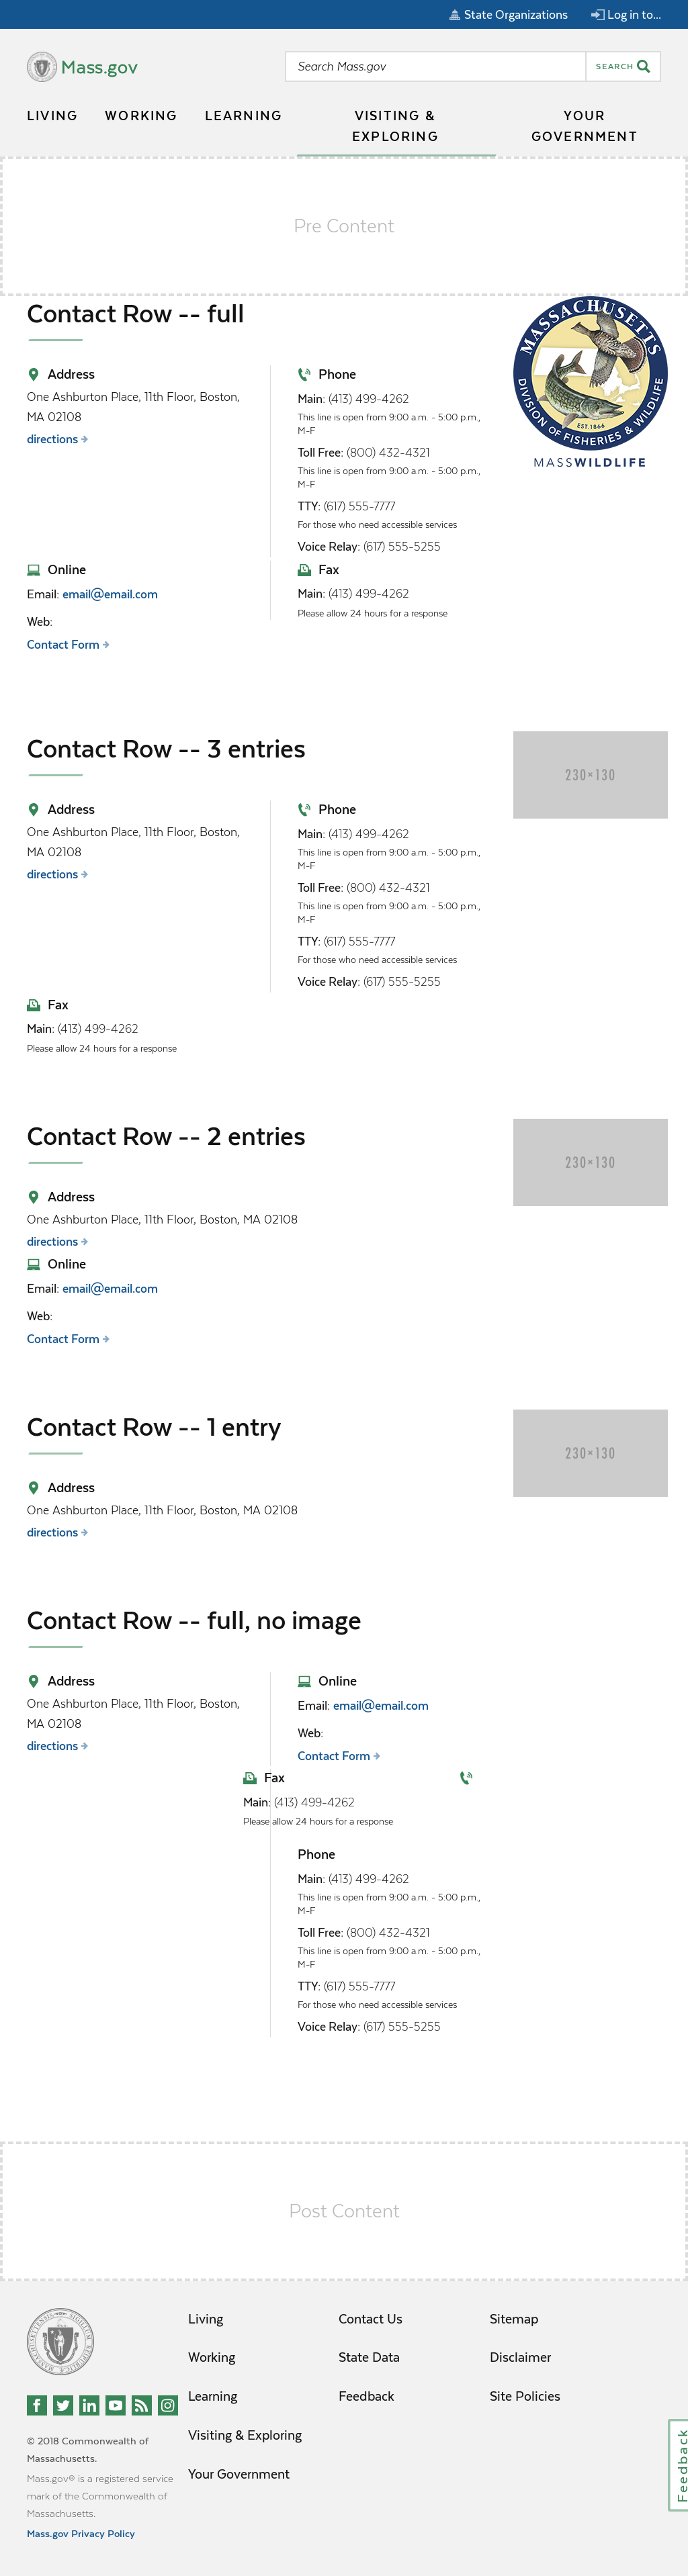 State Organizations
Log in to...
Mass.gov
Search Mass.gov
SEARCH
LIVING
WORKING
LEARNING
VISITING &
EXPLORING
YOUR
GOVERNMENT
Pre Content
Contact Row -- full
MASSACHUSETTS
DIVISION OF FISHERIES & WILDLIFE
EST.1866
MASSWILDLIFE
Address
One Ashburton Place, 11th Floor, Boston,
MA 02108
directions
Phone
Main: (413) 499-4262
This line is open from 9:00 a.m. - 5:00 p.m.,
M-F
Toll Free: (800) 432-4321
This line is open from 9:00 a.m. - 5:00 p.m.,
M-F
TTY: (617) 555-7777
For those who need accessible services
Voice Relay: (617) 555-5255
Online
Email: email@email.com
Web:
Contact Form
Fax
Main: (413) 499-4262
Please allow 24 hours for a response
Contact Row -- 3 entries
230×130
Address
One Ashburton Place, 11th Floor, Boston,
MA 02108
directions
Phone
Main: (413) 499-4262
This line is open from 9:00 a.m. - 5:00 p.m.,
M-F
Toll Free: (800) 432-4321
This line is open from 9:00 a.m. - 5:00 p.m.,
M-F
TTY: (617) 555-7777
For those who need accessible services
Voice Relay: (617) 555-5255
Fax
Main: (413) 499-4262
Please allow 24 hours for a response
Contact Row -- 2 entries
230×130
Address
One Ashburton Place, 11th Floor, Boston, MA 02108
directions
Online
Email: email@email.com
Web:
Contact Form
Contact Row -- 1 entry
230×130
Address
One Ashburton Place, 11th Floor, Boston, MA 02108
directions
Contact Row -- full, no image
Address
One Ashburton Place, 11th Floor, Boston,
MA 02108
directions
Online
Email: email@email.com
Web:
Contact Form
Fax
Main: (413) 499-4262
Please allow 24 hours for a response
Phone
Main: (413) 499-4262
This line is open from 9:00 a.m. - 5:00 p.m.,
M-F
Toll Free: (800) 432-4321
This line is open from 9:00 a.m. - 5:00 p.m.,
M-F
TTY: (617) 555-7777
For those who need accessible services
Voice Relay: (617) 555-5255
Post Content
Living
Working
Learning
Visiting & Exploring
Your Government
Contact Us
State Data
Feedback
Sitemap
Disclaimer
Site Policies
© 2018 Commonwealth of
Massachusetts.
Mass.gov® is a registered service
mark of the Commonwealth of
Massachusetts.
Mass.gov Privacy Policy
Feedback